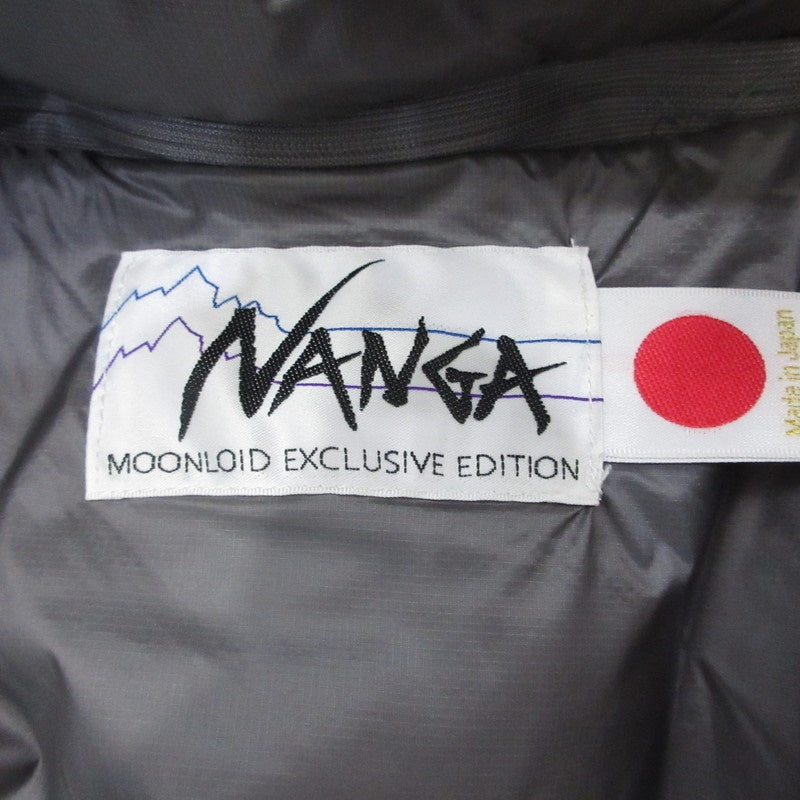 NANGA
MOONLOID EXCLUSIVE EDITION
Made in Japan